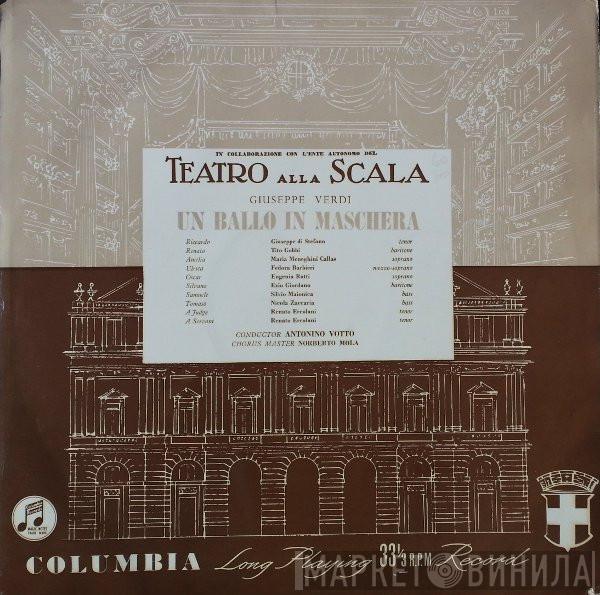 IN COLLABORAZIONE CON L'ENTE AUTONOMO DEL
TEATRO ALLA SCALA
GIUSEPPE VERDI
UN BALLO IN MASCHERA
Riccardo Giuseppe di Stefano tenor
Renato Tito Gobbi baritone
Amelia Maria Meneghini Callas soprano
Ulrica Fedora Barbieri mezzo-soprano
Oscar Eugenia Ratti soprano
Silvano Ezio Giordano baritone
Samuele Silvio Maionica bass
Tomaso Nicola Zaccaria bass
A Judge Renato Ercolani tenor
A Servant Renato Ercolani tenor
CONDUCTOR ANTONINO VOTTO
CHORUS MASTER NORBERTO MOLA
COLUMBIA Long Playing 33⅓ R.P.M. Record
МАРКЕТ ВИНИЛА